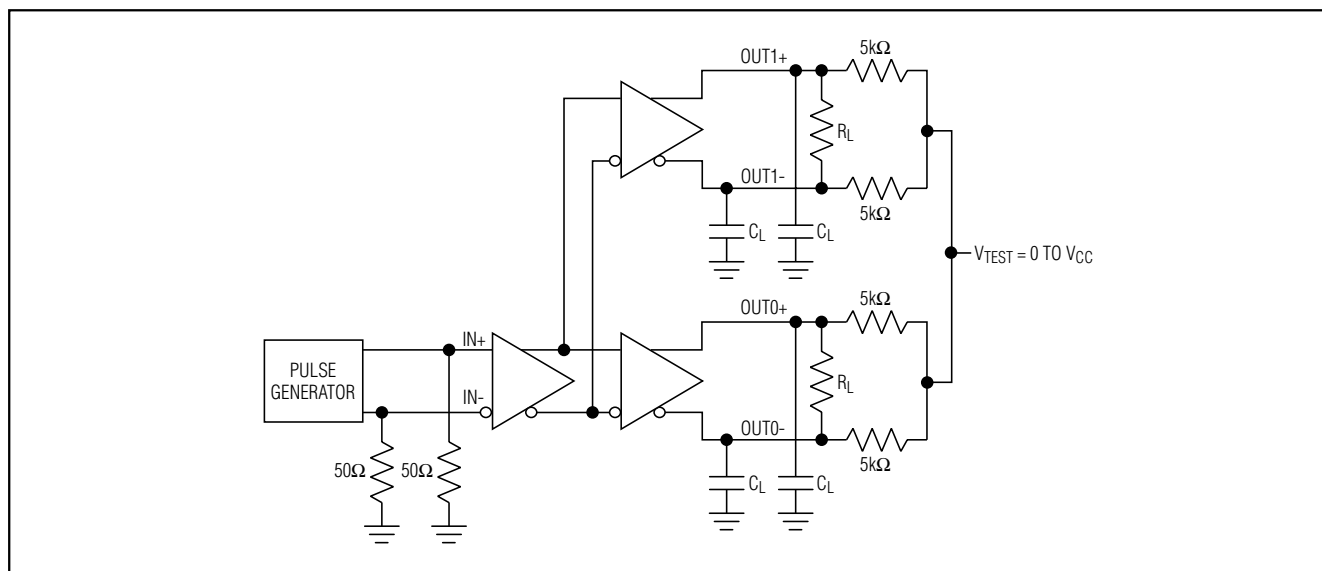 5kΩ
OUT1+
R_L
OUT1-
5kΩ
C_L
C_L
V_TEST = 0 TO V_CC
5kΩ
OUT0+
IN+
PULSE
GENERATOR
R_L
IN-
OUT0-
5kΩ
50Ω
50Ω
C_L
C_L